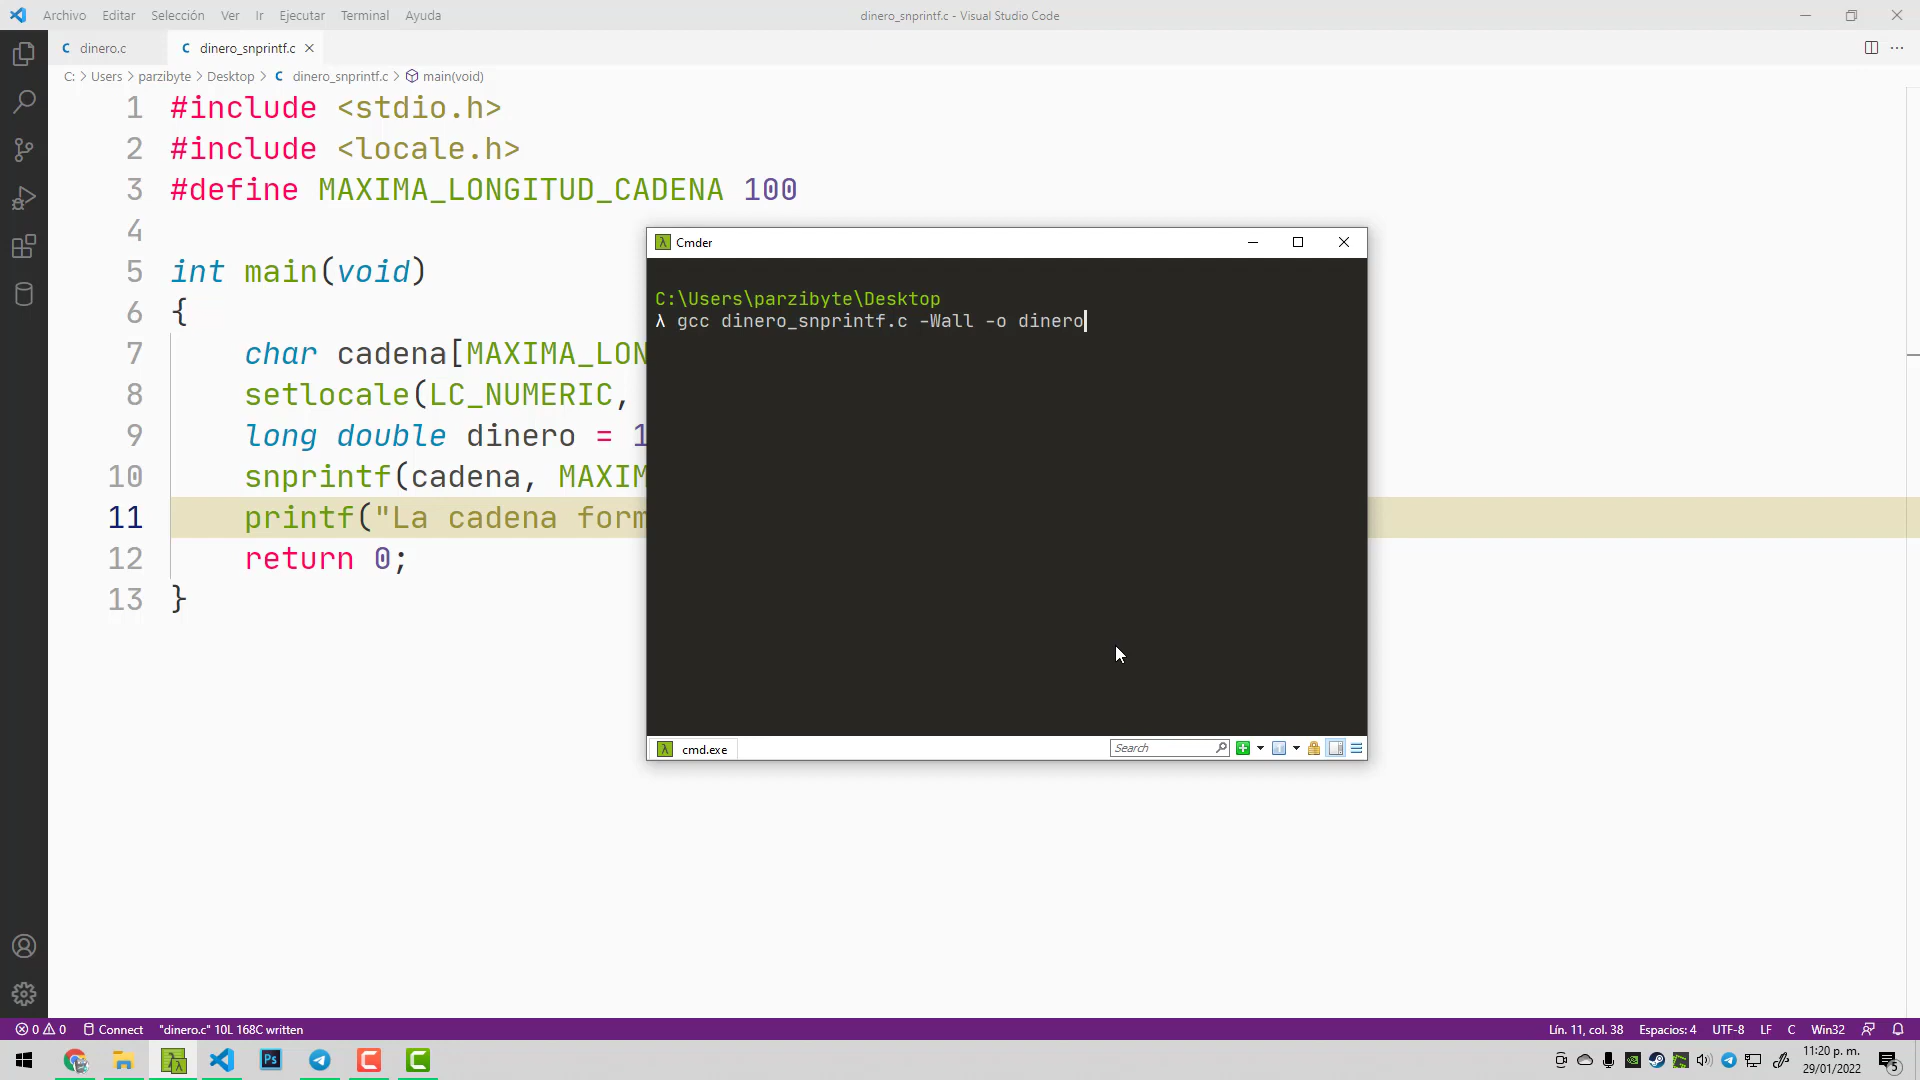 Archivo Editar Selección Ver Ir Ejecutar Terminal Ayuda
dinero_snprintf.c - Visual Studio Code
C dinero.c
C dinero_snprintf.c
C: > Users > parzibyte > Desktop > C dinero_snprintf.c > main(void)
1 #include <stdio.h>
2 #include <locale.h>
3 #define MAXIMA_LONGITUD_CADENA 100
4
5 int main(void)
6 {
7 char cadena[MAXIMA_LON
8 setlocale(LC_NUMERIC,
9 long double dinero = 1
10 snprintf(cadena, MAXIM
11 printf("La cadena form
12 return 0;
13 }
λ Cmder
C:\Users\parzibyte\Desktop
λ gcc dinero_snprintf.c -Wall -o dinero
λ cmd.exe
Search
0 0 Connect "dinero.c" 10L 168C written
Lín. 11, col. 38 Espacios: 4 UTF-8 LF C Win32
Ps
11:20 p. m.
29/01/2022
5